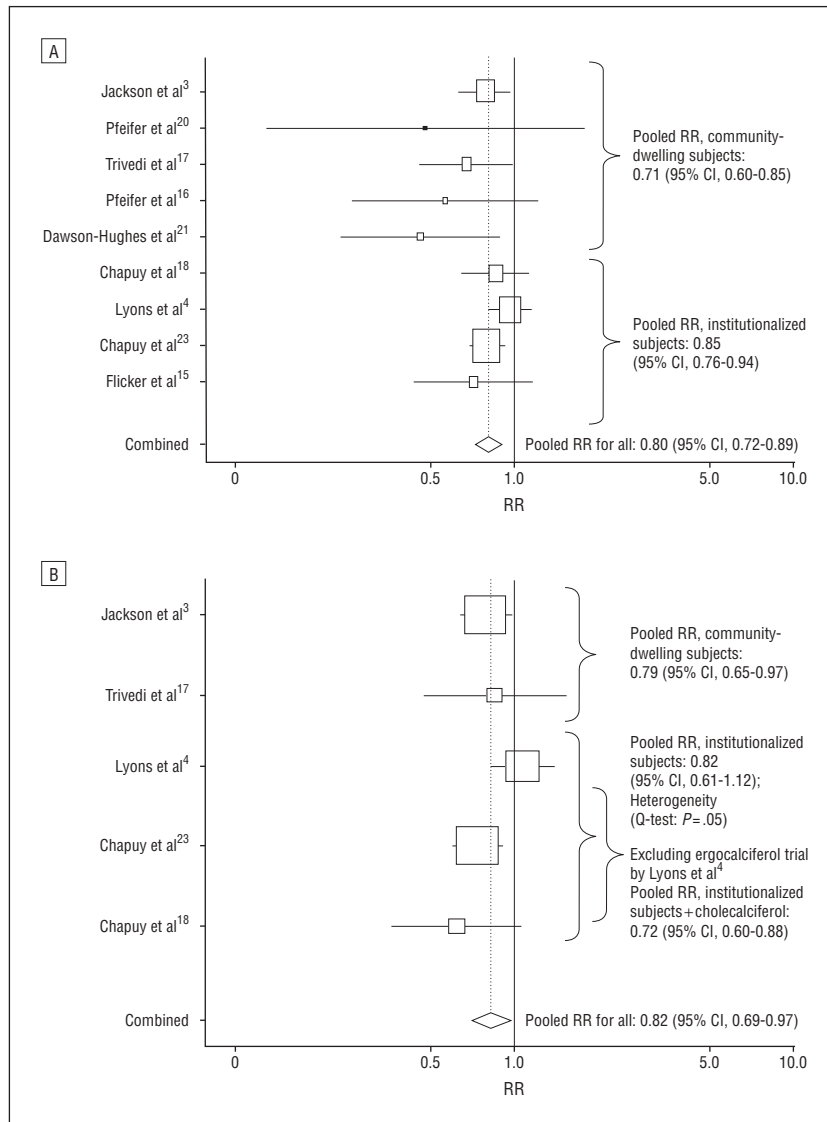 A
Jackson et al3
Pfeifer et al20
Trivedi et al17
Pfeifer et al16
Dawson-Hughes et al21
Chapuy et al18
Lyons et al4
Chapuy et al23
Flicker et al15
Combined
Pooled RR, community-
dwelling subjects:
0.71 (95% CI, 0.60-0.85)
Pooled RR, institutionalized
subjects: 0.85
(95% CI, 0.76-0.94)
Pooled RR for all: 0.80 (95% CI, 0.72-0.89)
0 0.5 1.0 5.0 10.0
RR
B
Jackson et al3
Trivedi et al17
Lyons et al4
Chapuy et al23
Chapuy et al18
Combined
Pooled RR, community-
dwelling subjects:
0.79 (95% CI, 0.65-0.97)
Pooled RR, institutionalized
subjects: 0.82
(95% CI, 0.61-1.12);
Heterogeneity
(Q-test: P=.05)
Excluding ergocalciferol trial
by Lyons et al4
Pooled RR, institutionalized
subjects+cholecalciferol:
0.72 (95% CI, 0.60-0.88)
Pooled RR for all: 0.82 (95% CI, 0.69-0.97)
0 0.5 1.0 5.0 10.0
RR